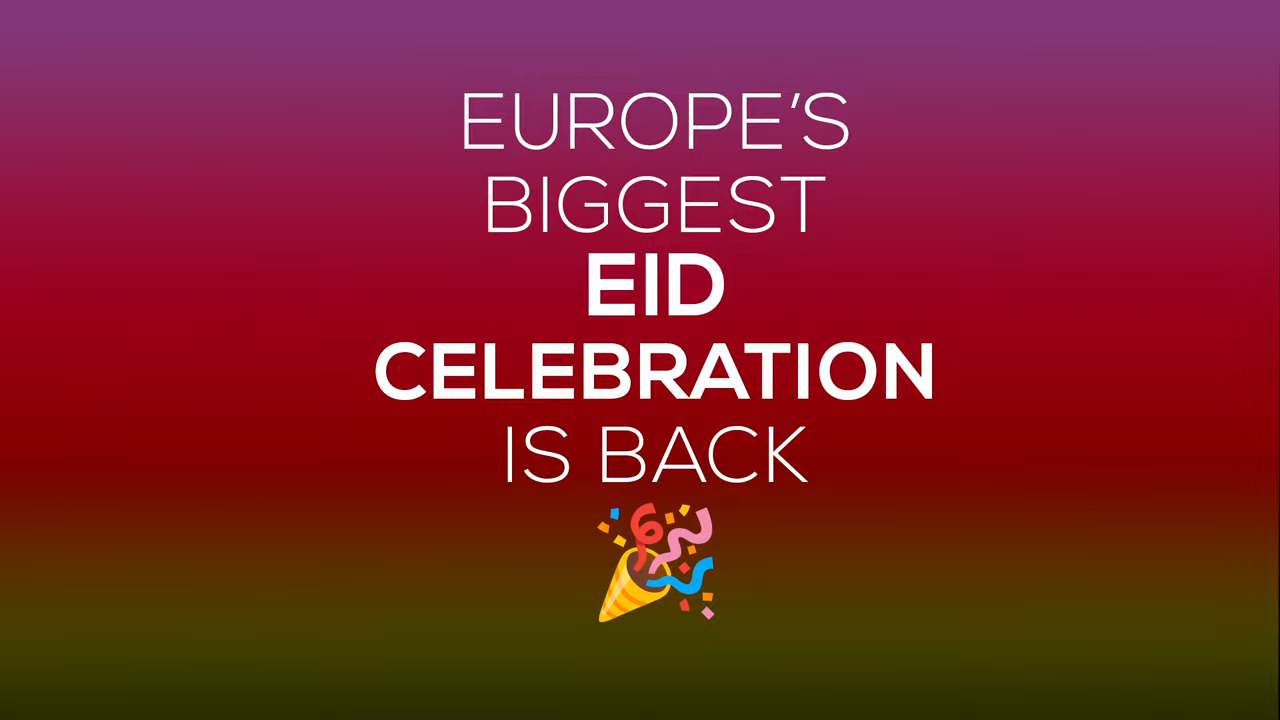 EUROPE’S
BIGGEST
EID
CELEBRATION
IS BACK